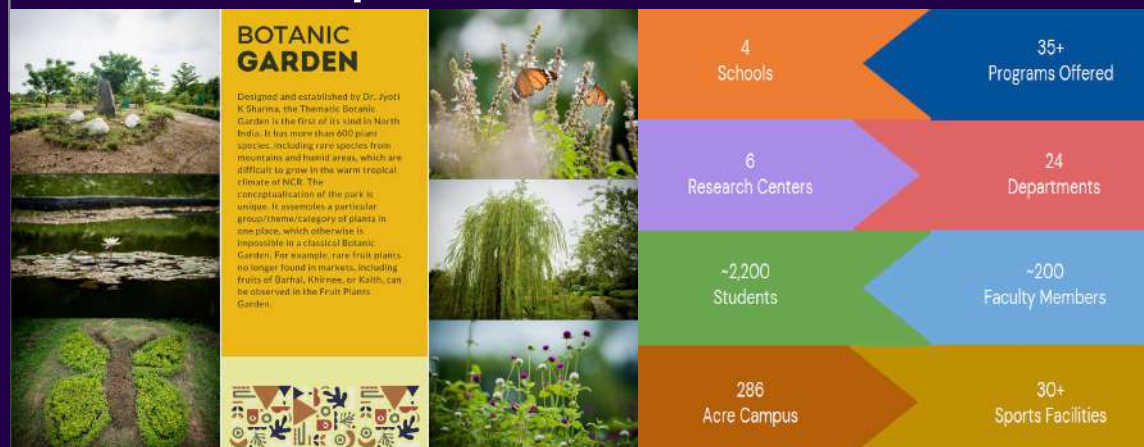 BOTANIC
GARDEN
Designed and established by Dr. Jyoti
K Sharma, the Thematic Botanic
Garden is the first of its kind in North
India. It has more than 600 plant
species, including rare species from
mountains and humid areas, which are
difficult to grow in the warm tropical
climate of NCR. The
conceptualisation of the park is
unique. It assembles a particular
group/theme/category of plants in
one place, which otherwise is
impossible in a classical Botanic
Garden. For example, rare fruit plants
no longer found in markets, including
fruits of Barhal, Khirnee, or Kaith, can
be observed in the Fruit Plants
Garden.
4
Schools
35+
Programs Offered
6
Research Centers
24
Departments
~2,200
Students
~200
Faculty Members
286
Acre Campus
30+
Sports Facilities